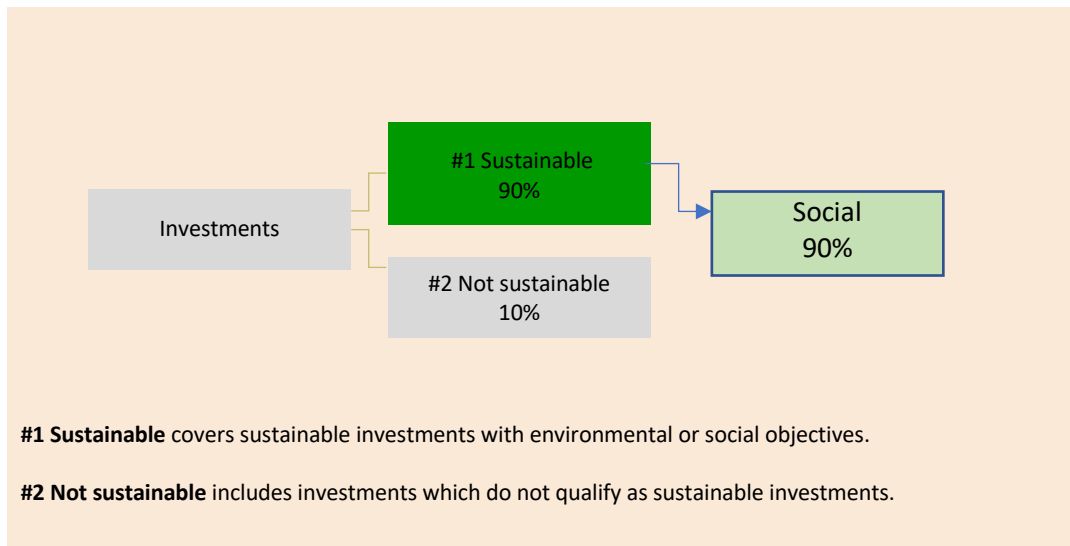 #1 Sustainable
90%
Investments
Social
90%
#2 Not sustainable
10%
#1 Sustainable covers sustainable investments with environmental or social objectives.
#2 Not sustainable includes investments which do not qualify as sustainable investments.